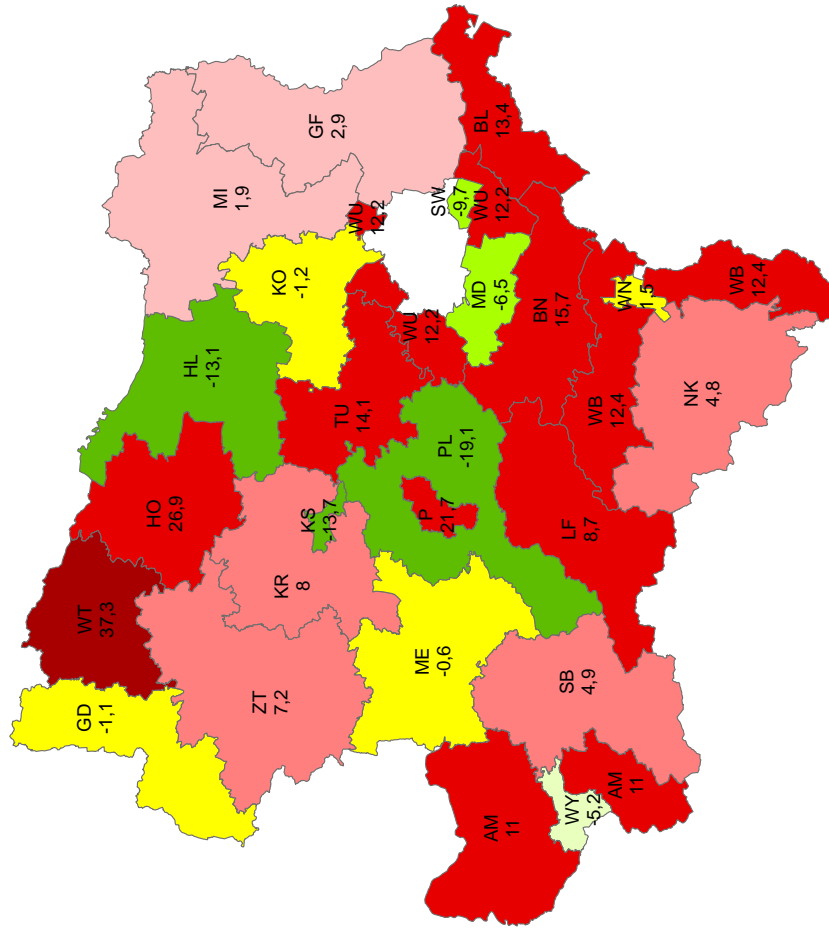 GF
2,9
BL
13,4
MI
1,9
SW
-9,7
WU
12,2
WU
12,2
KO
-1,2
MD
-6,5
WN
1,5
WB
12,4
BN
15,7
WU
12,2
HL
-13,1
TU
14,1
NK
4,8
WB
12,4
PL
-19,1
HO
26,9
KS
-13,7
P
21,7
LF
8,7
KR
8
WT
37,3
ME
-0,6
SB
4,9
ZT
7,2
GD
-1,1
AM
11
WY
-5,2
AM
11